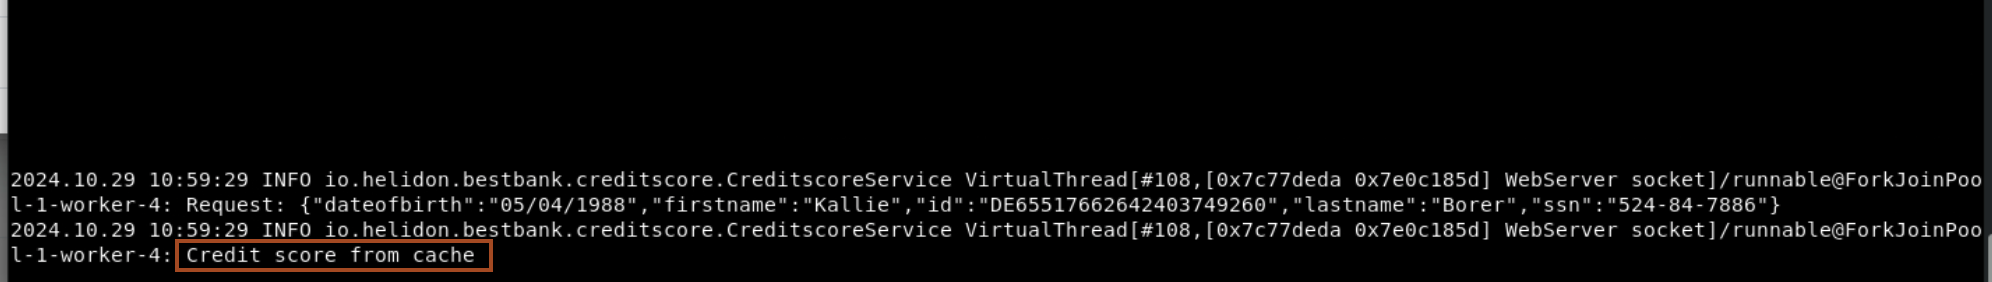 2024.10.29 10:59:29 INFO io.helidon.bestbank.creditscore.CreditscoreService VirtualThread[#108,[0x7c77deda 0x7e0c185d] WebServer socket]/runnable@ForkJoinPoo
l-1-worker-4: Request: {"dateofbirth":"05/04/1988","firstname":"Kallie","id":"DE65517662642403749260","lastname":"Borer","ssn":"524-84-7886"}
2024.10.29 10:59:29 INFO io.helidon.bestbank.creditscore.CreditscoreService VirtualThread[#108,[0x7c77deda 0x7e0c185d] WebServer socket]/runnable@ForkJoinPoo
l-1-worker-4: Credit score from cache